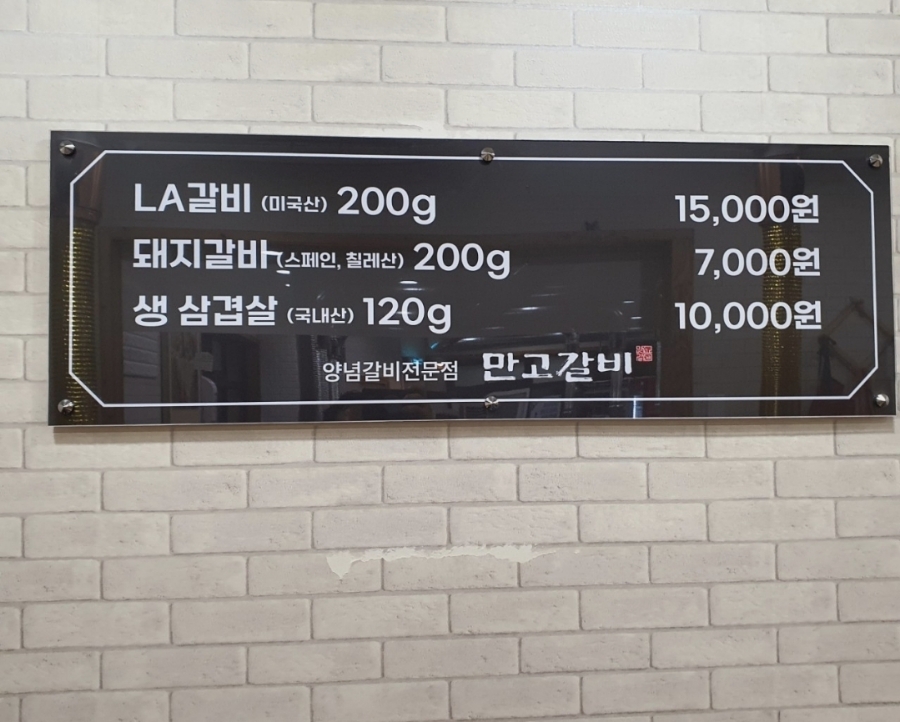 LA갈비 (미국산) 200g 15,000원
돼지갈비 (스페인, 칠레산) 200g 7,000원
생 삼겹살 (국내산) 120g 10,000원
양념갈비전문점 만고갈비